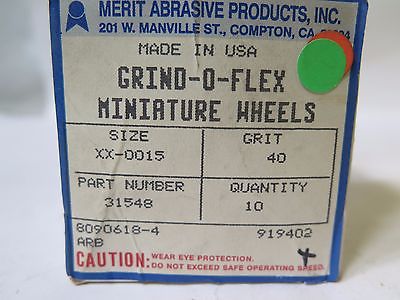 MERIT ABRASIVE PRODUCTS, INC.
201 W. MANVILLE ST., COMPTON, CA.
MADE IN USA
GRIND-O-FLEX
MINIATURE WHEELS
SIZE GRIT
XX-0015 40
PART NUMBER QUANTITY
31548 10
8090618-4 919402
ARB
CAUTION: WEAR EYE PROTECTION.
DO NOT EXCEED SAFE OPERATING SPEED.